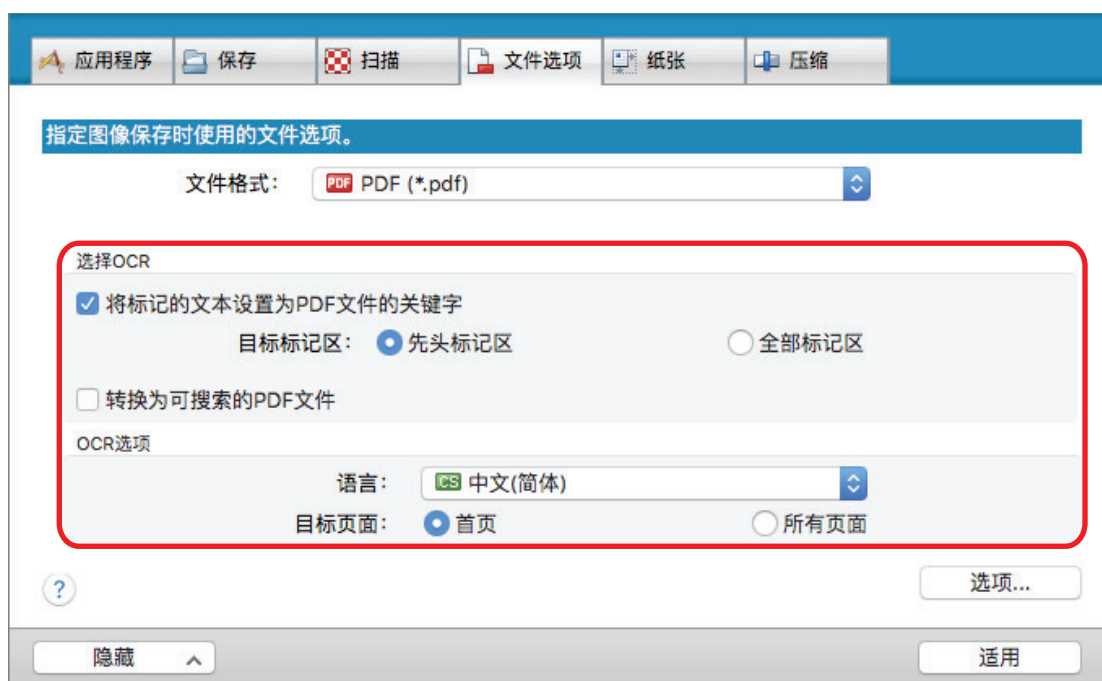 应用程序 保存 扫描 文件选项 纸张 压缩
指定图像保存时使用的文件选项。
文件格式： PDF PDF (*.pdf)
选择OCR
将标记的文本设置为PDF文件的关键字
目标标记区： 先头标记区 全部标记区
转换为可搜索的PDF文件
OCR选项
语言： CS 中文(简体)
目标页面： 首页 所有页面
? 选项...
隐藏 适用